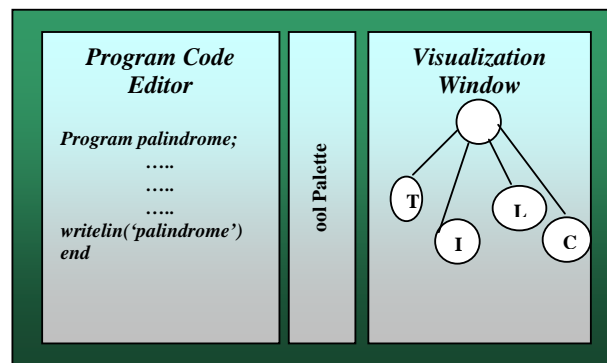 Program Code
Editor
Program palindrome;
…..
…..
…..
writelin(‘palindrome’)
end
ool Palette
Visualization
Window
T
I
L
C